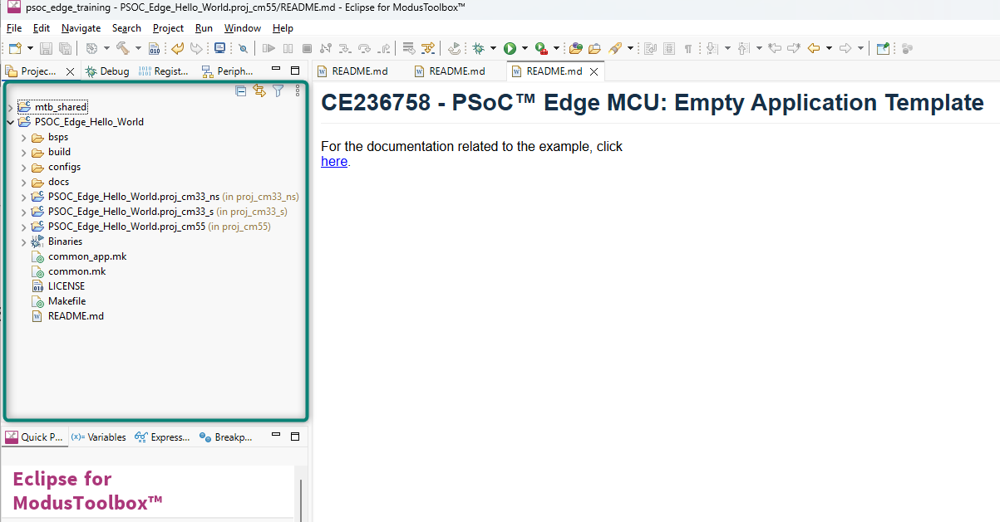 psoc_edge_training - PSOC_Edge_Hello_World.proj_cm55/README.md - Eclipse for ModusToolbox™
File Edit Navigate Search Project Run Window Help
Projec... Debug Regist... Periph...
README.md README.md README.md
mtb_shared
PSOC_Edge_Hello_World
bsps
build
configs
docs
PSOC_Edge_Hello_World.proj_cm33_ns (in proj_cm33_ns)
PSOC_Edge_Hello_World.proj_cm33_s (in proj_cm33_s)
PSOC_Edge_Hello_World.proj_cm55 (in proj_cm55)
Binaries
common_app.mk
common.mk
LICENSE
Makefile
README.md
CE236758 - PSoC™ Edge MCU: Empty Application Template
For the documentation related to the example, click
here.
Quick P... (x)= Variables Express... Breakp...
Eclipse for
ModusToolbox™